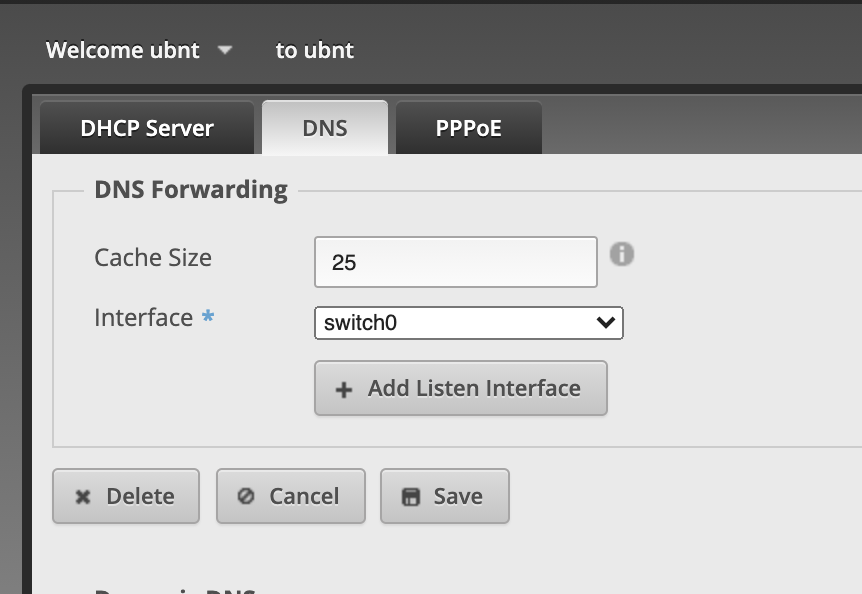 Welcome ubnt to ubnt
DHCP Server DNS PPPoE
DNS Forwarding
Cache Size 25
Interface * switch0
+ Add Listen Interface
Delete Cancel Save